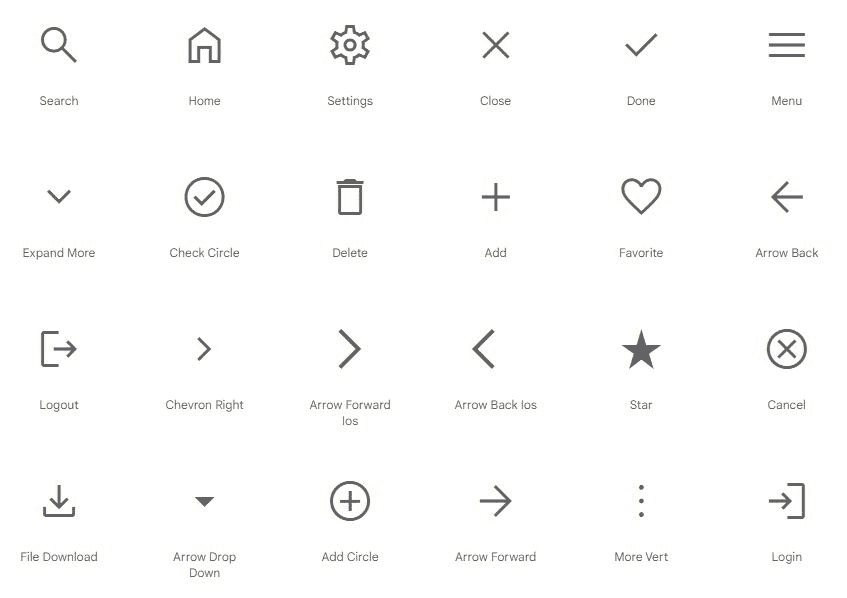 Search
Home
Settings
Close
Done
Menu
Expand More
Check Circle
Delete
Add
Favorite
Arrow Back
Logout
Chevron Right
Arrow Forward
Ios
Arrow Back Ios
Star
Cancel
File Download
Arrow Drop
Down
Add Circle
Arrow Forward
More Vert
Login